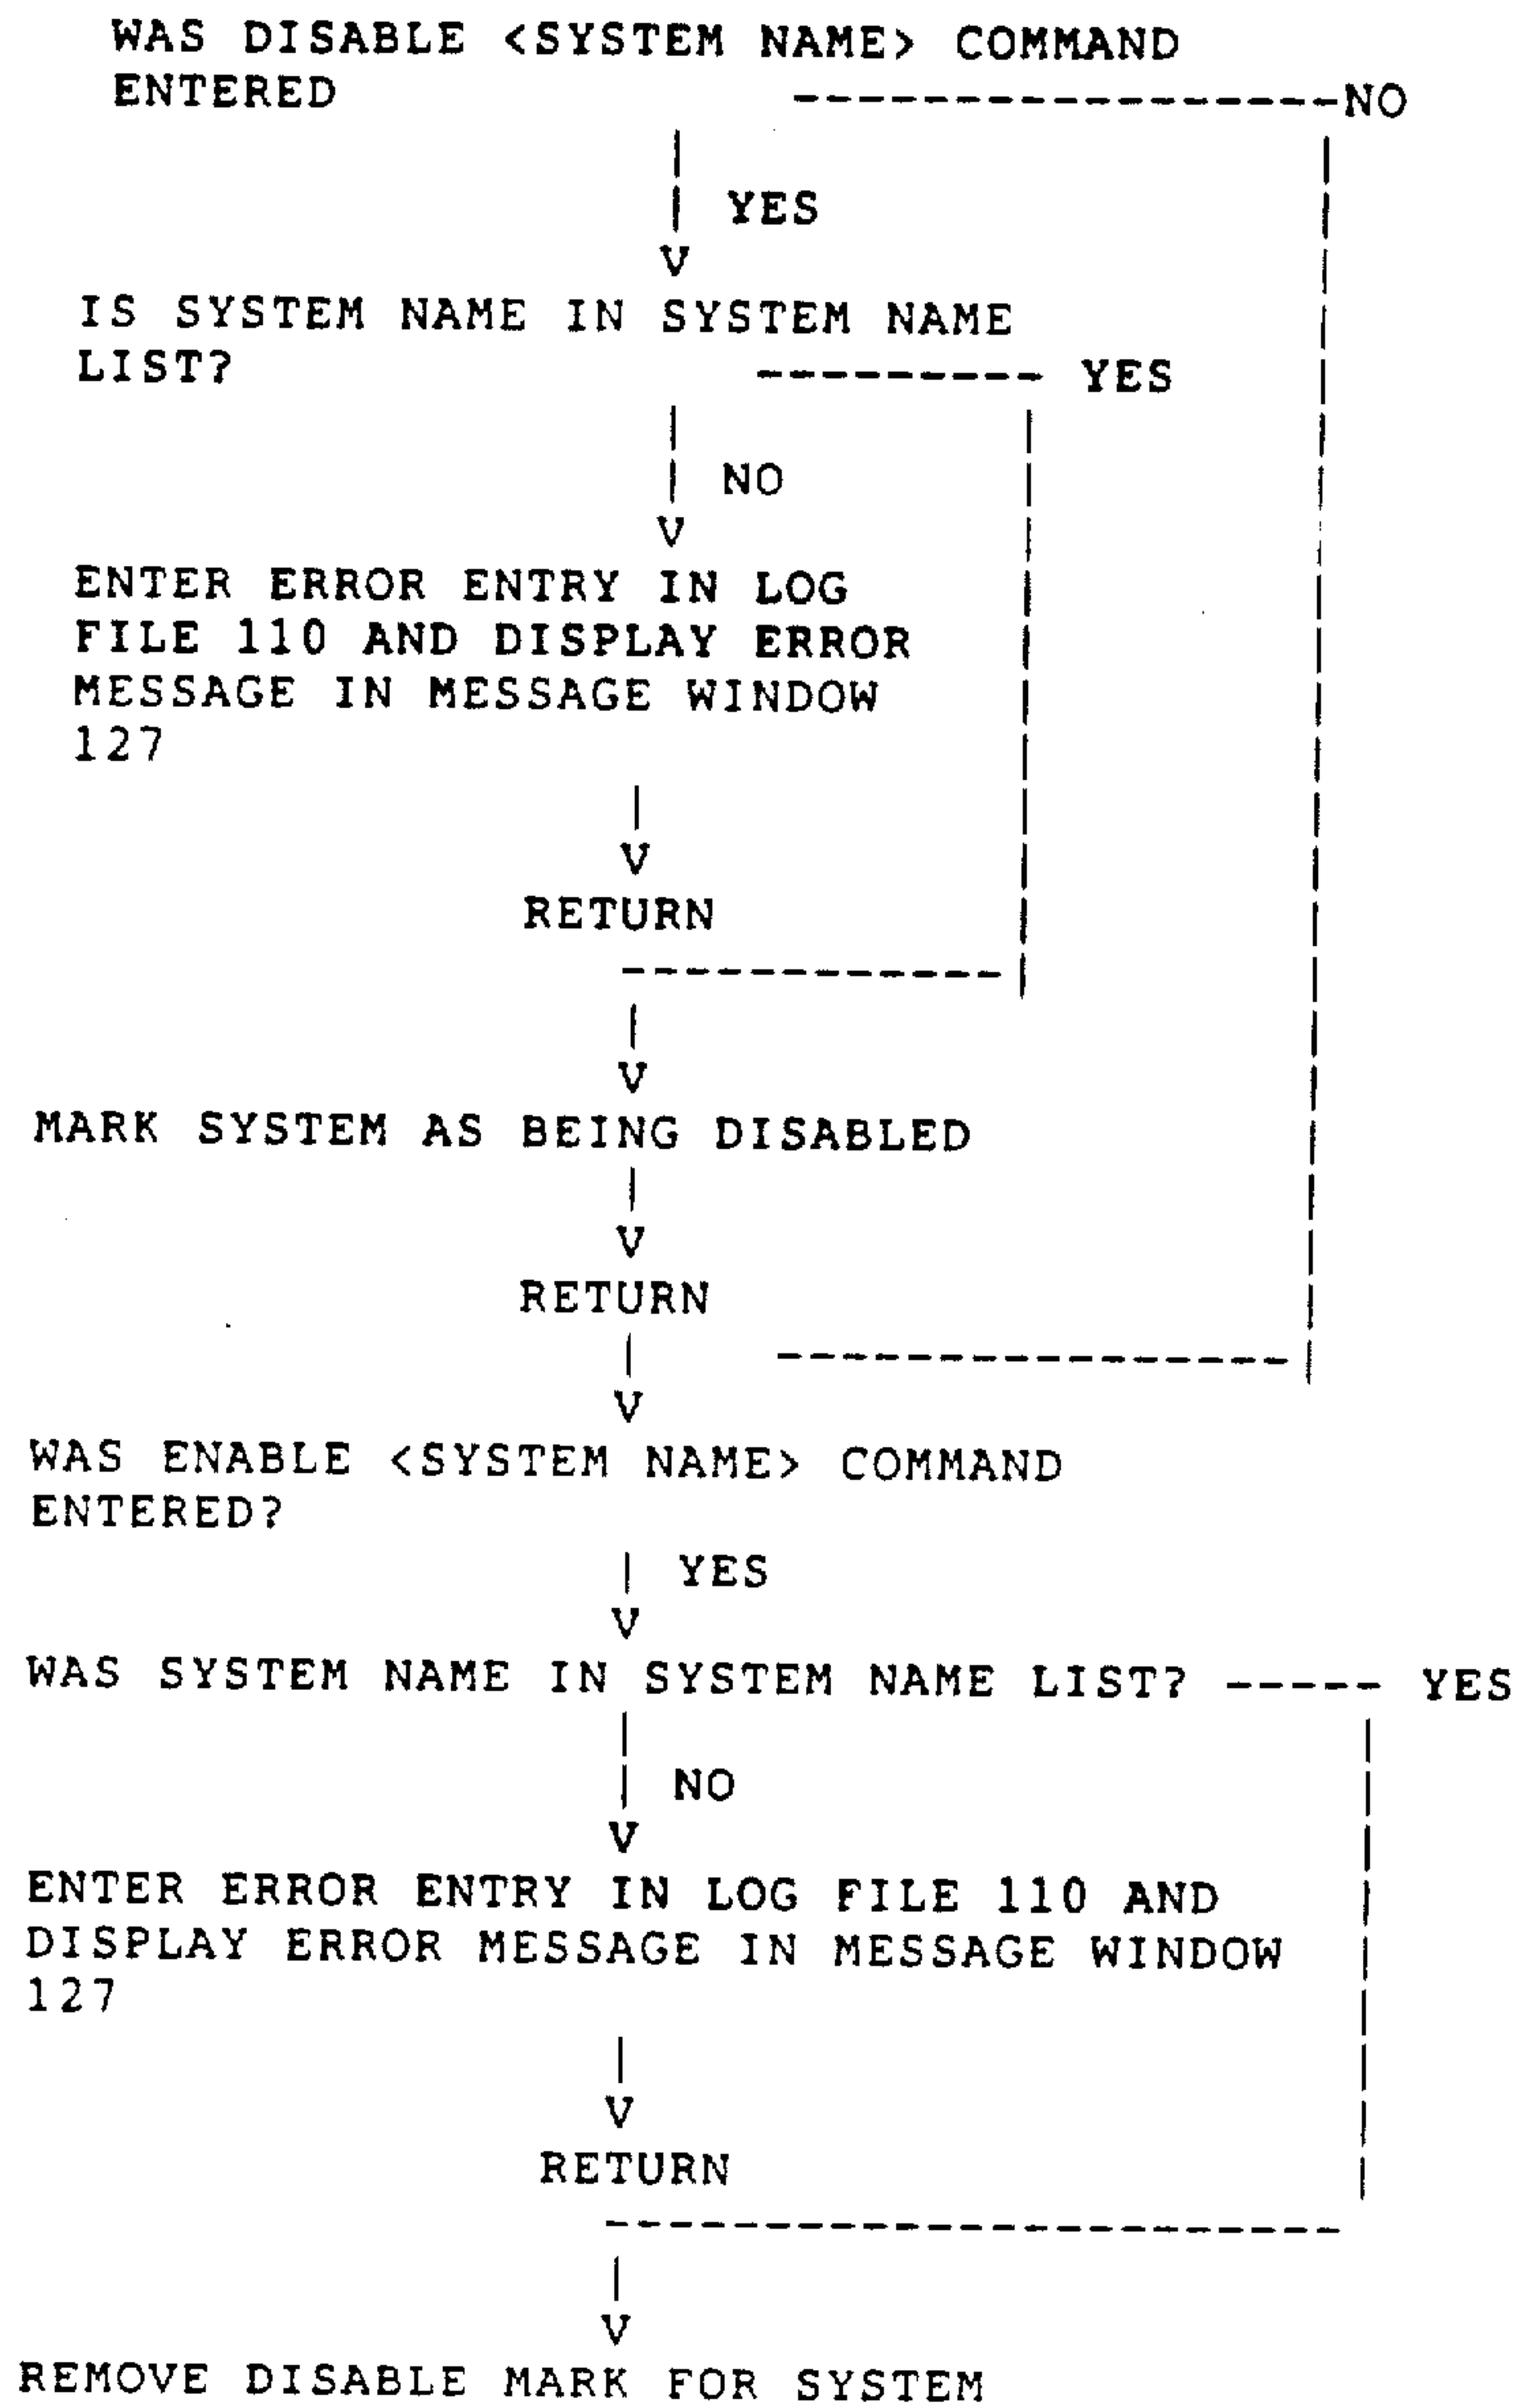 WAS DISABLE <SYSTEM NAME> COMMAND
ENTERED -----------------NO
YES
IS SYSTEM NAME IN SYSTEM NAME
LIST? --------- YES
NO
ENTER ERROR ENTRY IN LOG
FILE 110 AND DISPLAY ERROR
MESSAGE IN MESSAGE WINDOW
127
RETURN
MARK SYSTEM AS BEING DISABLED
RETURN
WAS ENABLE <SYSTEM NAME> COMMAND
ENTERED?
YES
WAS SYSTEM NAME IN SYSTEM NAME LIST? ----- YES
NO
ENTER ERROR ENTRY IN LOG FILE 110 AND
DISPLAY ERROR MESSAGE IN MESSAGE WINDOW
127
RETURN
REMOVE DISABLE MARK FOR SYSTEM